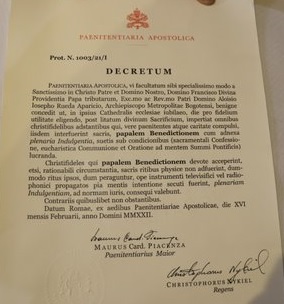 PAENITENTIARIA APOSTOLICA
Prot. N. 1003/21/I
DECRETUM
PAENITENTIARIA APOSTOLICA, vi facultatum sibi specialissimo modo a
Sanctissimo in Christo Patre et Domino Nostro, Domino Francisco Divina
Providentia Papa tributarum, Exc.mo ac Rev.mo Patri Domino Aloisio
Iosepho Rueda Aparicio, Archiepiscopo Metropolitae Bogotensi, benigne
concedit ut, in ipsius Cathedralis ecclesiae iubilaeo, die pro fidelium
utilitate eligendo, post litatum divinum Sacrificium, impertiat omnibus
christifidelibus adstantibus qui, vere paenitentes atque caritate compulsi,
iisdem interfuerint sacris, papalem Benedictionem cum adnexa
plenaria Indulgentia, suetis sub condicionibus (sacramentali Confessione,
eucharistica Communione et Oratione ad mentem Summi Pontificis)
lucranda.
Christifideles qui papalem Benedictionem devote acceperint,
etsi, rationabili circumstantia, sacris ritibus physice non adfuerint, dum-
modo ritus ipsos, dum peraguntur, ope instrumenti televisifici vel radio-
phonici propagatos pia mentis intentione secuti fuerint, plenariam
Indulgentiam, ad normam iuris, consequi valebunt.
Contrariis quibuslibet non obstantibus.
Datum Romae, ex aedibus Paenitentiariae Apostolicae, die XVI
mensis Februarii, anno Domini MMXXII.
MAURUS Card. PIACENZA
Paenitentiarius Maior
CHRISTOPHORUS NYKIEL
Regens